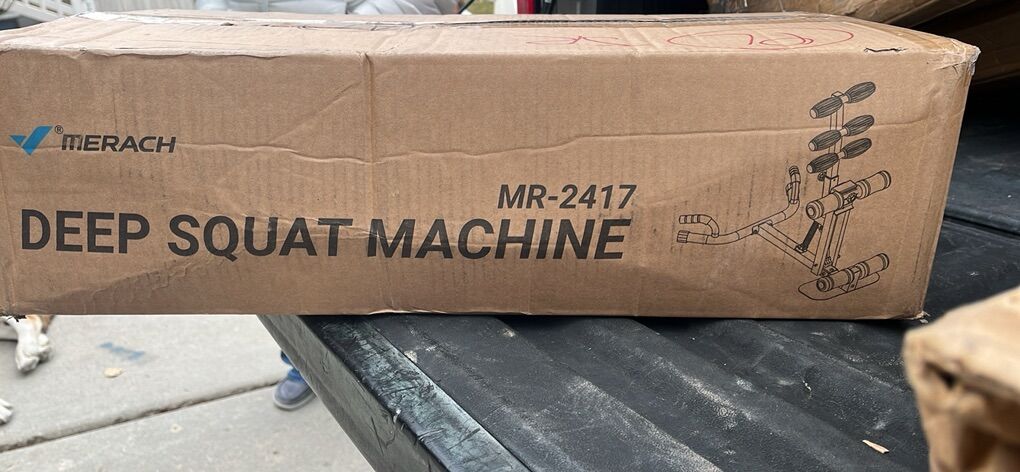 ® MERACH
MR-2417
DEEP SQUAT MACHINE